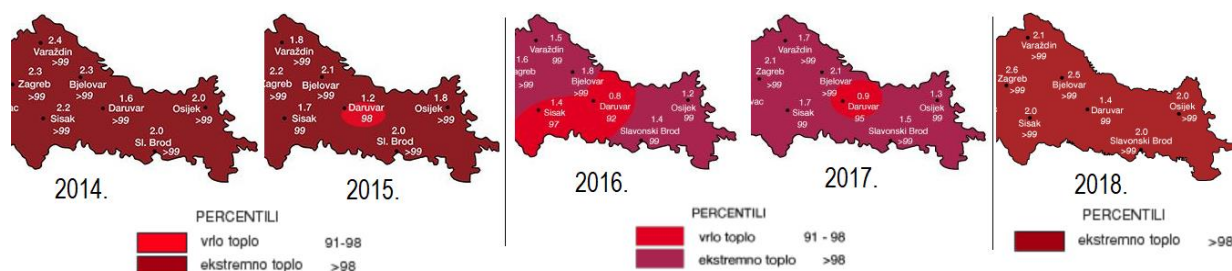 2.4
Varaždin
>99
2.3
Zagreb
>99
2.3
Bjelovar
>99
2.2
Sisak
>99
1.6
Daruvar
>99
2.0
Osijek
>99
2.0
Sl. Brod
>99
2014.
1.8
Varaždin
>99
2.2
Zagreb
>99
2.1
Bjelovar
>99
1.7
Sisak
99
1.2
Daruvar
98
1.8
Osijek
>99
2.0
Sl. Brod
>99
2015.
PERCENTILI
vrlo toplo 91-98
ekstremno toplo >98
1.5
Varaždin
99
1.6
Zagreb
>99
1.8
Bjelovar
>99
1.4
Sisak
97
0.8
Daruvar
92
1.2
Osijek
99
1.4
Slavonski Brod
99
2016.
1.7
Varaždin
99
2.1
Zagreb
>99
2.1
Bjelovar
>99
1.7
Sisak
99
0.9
Daruvar
95
1.3
Osijek
99
1.5
Slavonski Brod
>99
2017.
PERCENTILI
vrlo toplo 91 - 98
ekstremno toplo >98
2.1
Varaždin
>99
2.6
Zagreb
>99
2.5
Bjelovar
>99
2.0
Sisak
>99
1.4
Daruvar
>99
2.0
Osijek
>99
2.0
Slavonski Brod
>99
2018.
PERCENTILI
ekstremno toplo >98